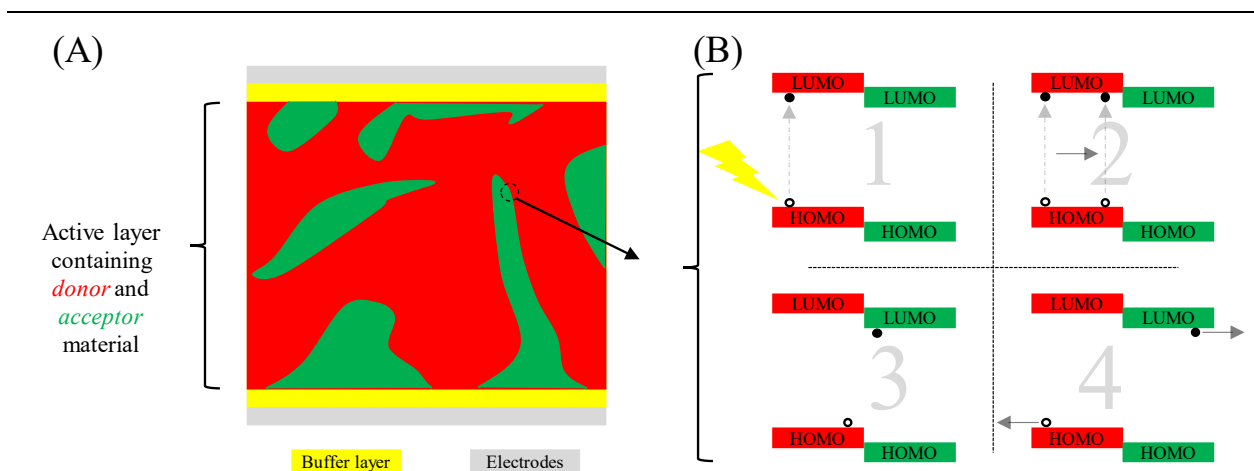 (A)
Active layer
containing
donor and
acceptor
material
Buffer layer
Electrodes
(B)
LUMO
LUMO
1
HOMO
HOMO
LUMO
LUMO
2
HOMO
HOMO
LUMO
LUMO
3
HOMO
HOMO
LUMO
LUMO
4
HOMO
HOMO